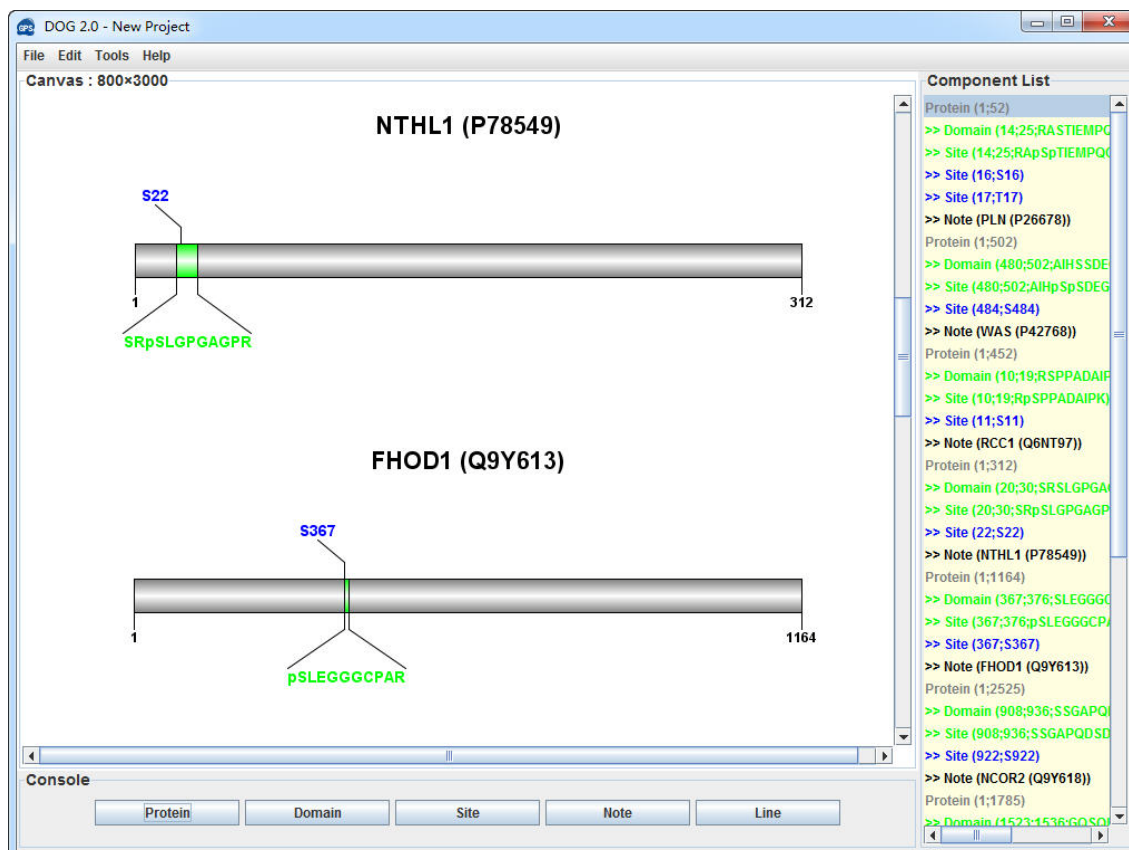 GPS DOG 2.0 - New Project
File Edit Tools Help
Canvas : 800×3000
NTHL1 (P78549)
S22
1
312
SRpSLGPGAGPR
FHOD1 (Q9Y613)
S367
1
1164
pSLEGGGCPAR
Console
Protein Domain Site Note Line
Component List
Protein (1;52)
>> Domain (14;25;RASTIEMPQ
>> Site (14;25;RApSpTIEMPQQ
>> Site (16;S16)
>> Site (17;T17)
>> Note (PLN (P26678))
Protein (1;502)
>> Domain (480;502;AIHSSDE
>> Site (480;502;AIHpSpSDEG
>> Site (484;S484)
>> Note (WAS (P42768))
Protein (1;452)
>> Domain (10;19;RSPPADAIP
>> Site (10;19;RpSPPADAIPK)
>> Site (11;S11)
>> Note (RCC1 (Q6NT97))
Protein (1;312)
>> Domain (20;30;SRSLGPGA
>> Site (20;30;SRpSLGPGAGP
>> Site (22;S22)
>> Note (NTHL1 (P78549))
Protein (1;1164)
>> Domain (367;376;SLEGGGC
>> Site (367;376;pSLEGGGCPA
>> Site (367;S367)
>> Note (FHOD1 (Q9Y613))
Protein (1;2525)
>> Domain (908;936;SSGAPQ
>> Site (908;936;SSGAPQDSD
>> Site (922;S922)
>> Note (NCOR2 (Q9Y618))
Protein (1;1785)
>> Domain (1523;1536;GQSQ